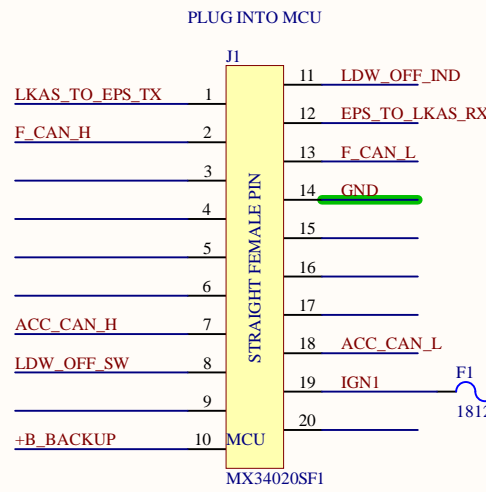 PLUG INTO MCU
J1
LKAS_TO_EPS_TX 1
F_CAN_H 2
3
4
5
6
ACC_CAN_H 7
LDW_OFF_SW 8
9
+B_BACKUP 10
STRAIGHT FEMALE PIN
MCU
11 LDW_OFF_IND
12 EPS_TO_LKAS_RX
13 F_CAN_L
14 GND
15
16
17
18 ACC_CAN_L
19 IGN1
20
F1
1812
MX34020SF1